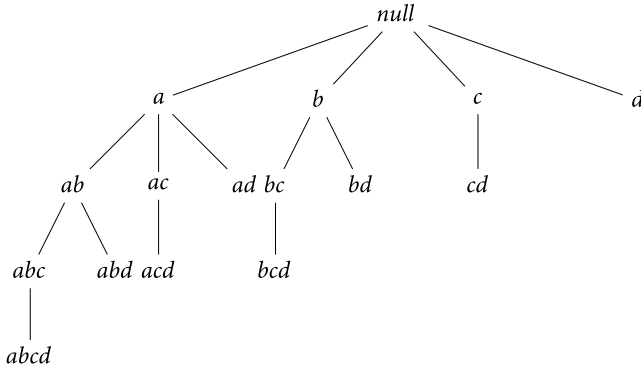 null
a b c d
ab ac ad bc bd cd
abc abd acd bcd
abcd